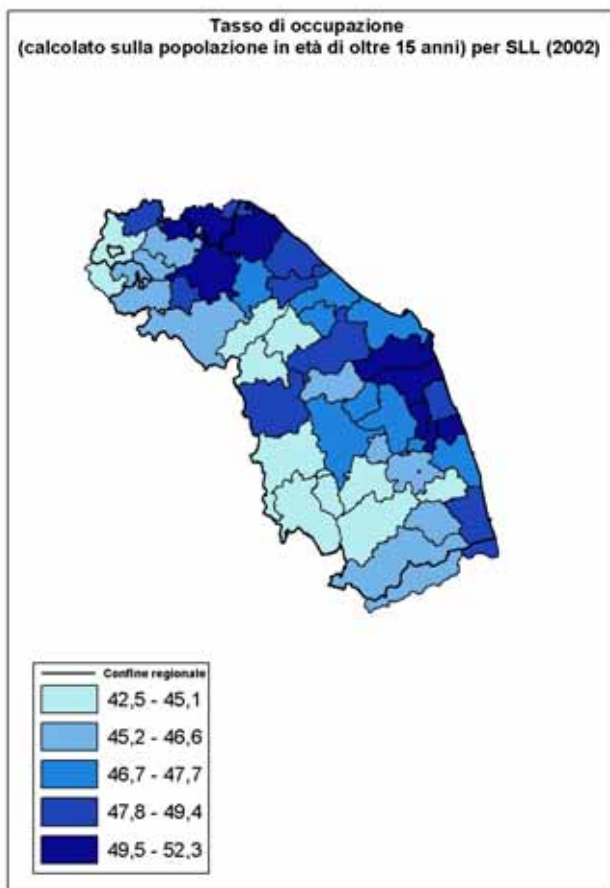 Tasso di occupazione
(calcolato sulla popolazione in età di oltre 15 anni) per SLL (2002)
Confine regionale
42,5 - 45,1
45,2 - 46,6
46,7 - 47,7
47,8 - 49,4
49,5 - 52,3